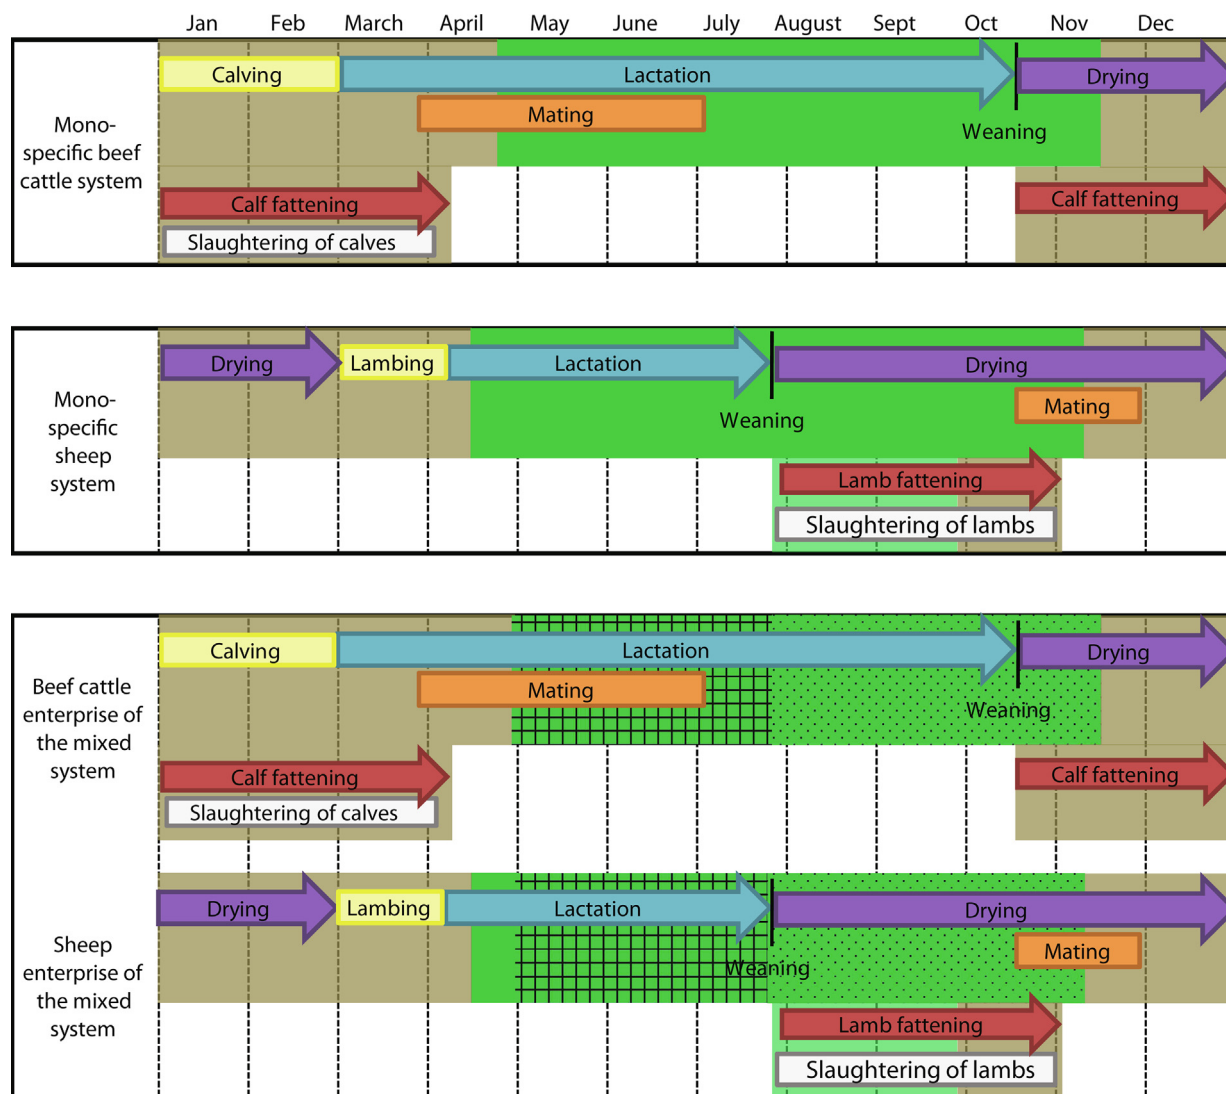 Jan Feb March April May June July August Sept Oct Nov Dec
Mono-
specific beef
cattle system
Calving
Lactation
Drying
Mating
Weaning
Calf fattening
Calf fattening
Slaughtering of calves
Mono-
specific
sheep
system
Drying
Lambing
Lactation
Drying
Weaning
Mating
Lamb fattening
Slaughtering of lambs
Beef cattle
enterprise of
the mixed
system
Calving
Lactation
Drying
Mating
Weaning
Calf fattening
Calf fattening
Slaughtering of calves
Sheep
enterprise of
the mixed
system
Drying
Lambing
Lactation
Drying
Weaning
Mating
Lamb fattening
Slaughtering of lambs